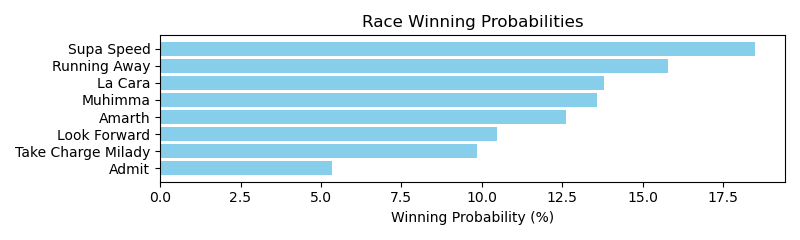 Race Winning Probabilities
Supa Speed
Running Away
La Cara
Muhimma
Amarth
Look Forward
Take Charge Milady
Admit
0.0 2.5 5.0 7.5 10.0 12.5 15.0 17.5
Winning Probability (%)